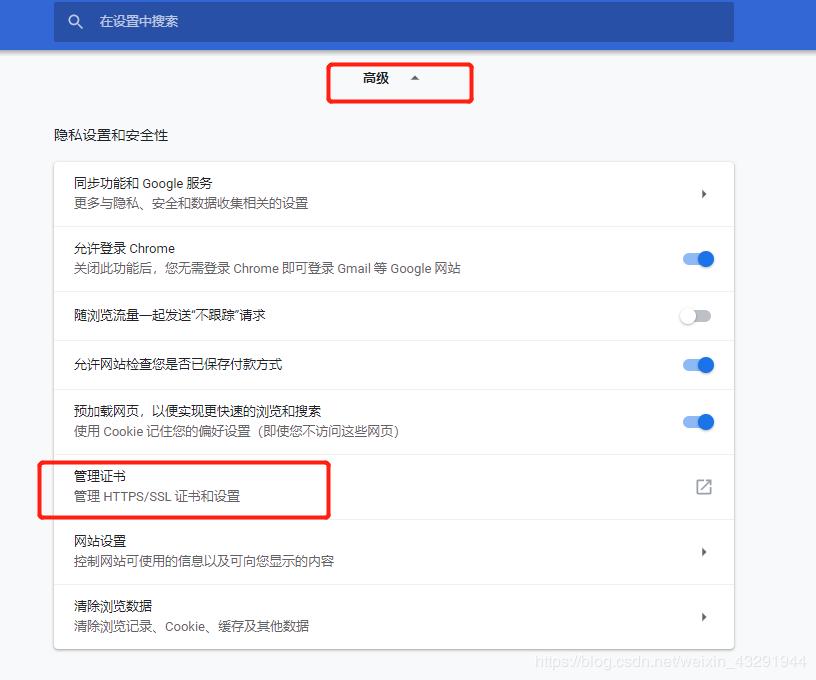 在设置中搜索
高级
隐私设置和安全性
同步功能和 Google 服务
更多与隐私、安全和数据收集相关的设置
允许登录 Chrome
关闭此功能后，您无需登录 Chrome 即可登录 Gmail 等 Google 网站
随浏览流量一起发送“不跟踪”请求
允许网站检查您是否已保存付款方式
预加载网页，以便实现更快速的浏览和搜索
使用 Cookie 记住您的偏好设置（即使您不访问这些网页）
管理证书
管理 HTTPS/SSL 证书和设置
网站设置
控制网站可使用的信息以及可向您显示的内容
清除浏览数据
清除浏览记录、Cookie、缓存及其他数据
https://blog.csdn.net/weixin_43291944